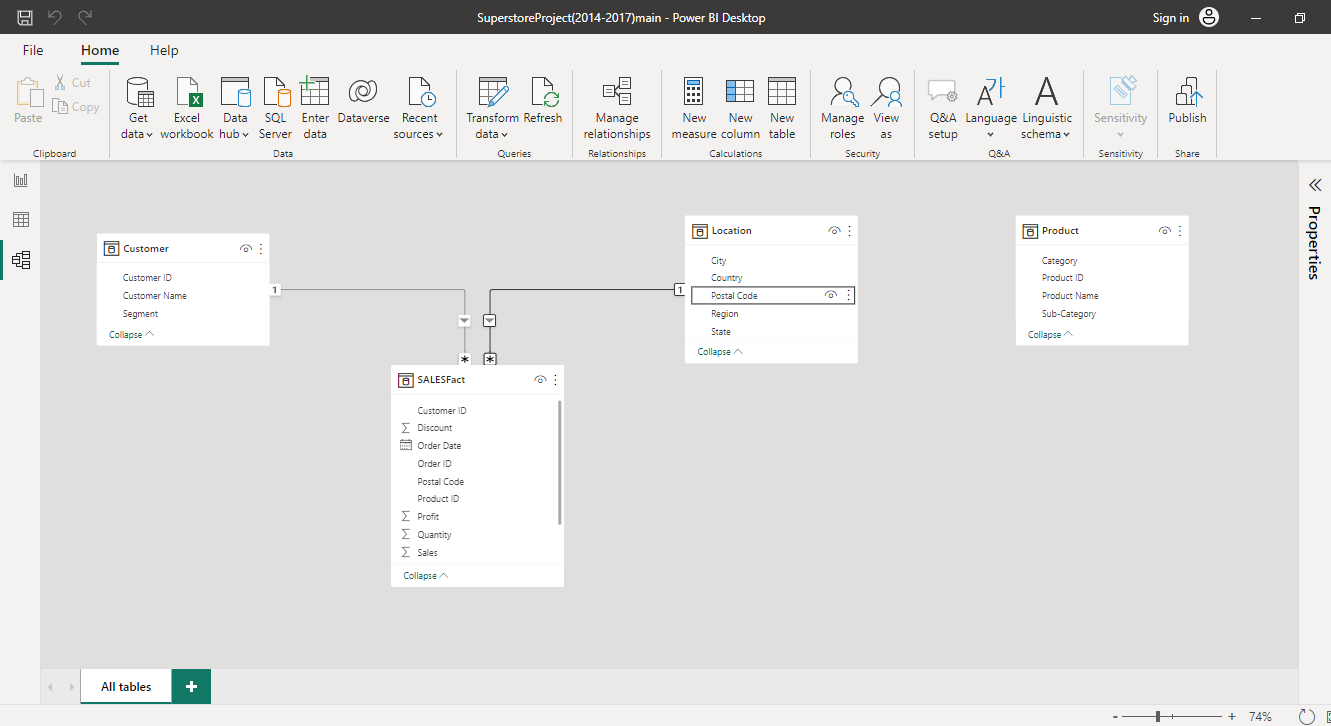 SuperstoreProject(2014-2017)main - Power BI Desktop
Sign in
File Home Help
Paste
Cut
Copy
Clipboard
Get data
Excel workbook
Data hub
SQL Server
Enter data
Dataverse
Recent sources
Data
Transform data
Refresh
Queries
Manage relationships
Relationships
New measure
New column
New table
Calculations
Manage roles
View as
Security
Q&A setup
Language
Linguistic schema
Q&A
Sensitivity
Sensitivity
Publish
Share
Customer
Customer ID
Customer Name
Segment
Collapse
1
*
*
1
Location
City
Country
Postal Code
Region
State
Collapse
Product
Category
Product ID
Product Name
Sub-Category
Collapse
SALESFact
Customer ID
Discount
Order Date
Order ID
Postal Code
Product ID
Profit
Quantity
Sales
Collapse
Properties
All tables
+
- + 74%